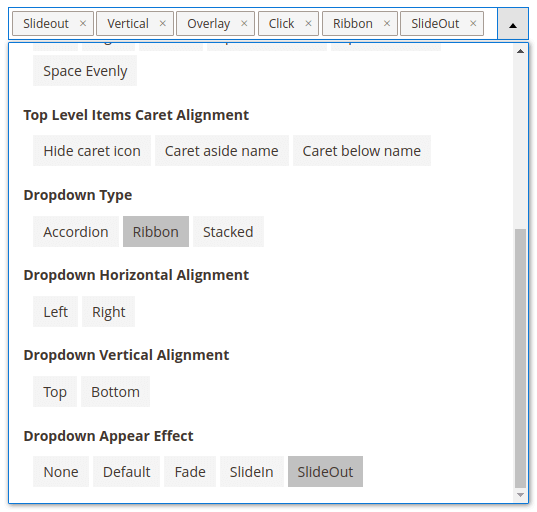 Slideout × Vertical × Overlay × Click × Ribbon × SlideOut ×
Space Evenly
Top Level Items Caret Alignment
Hide caret icon Caret aside name Caret below name
Dropdown Type
Accordion Ribbon Stacked
Dropdown Horizontal Alignment
Left Right
Dropdown Vertical Alignment
Top Bottom
Dropdown Appear Effect
None Default Fade SlideIn SlideOut